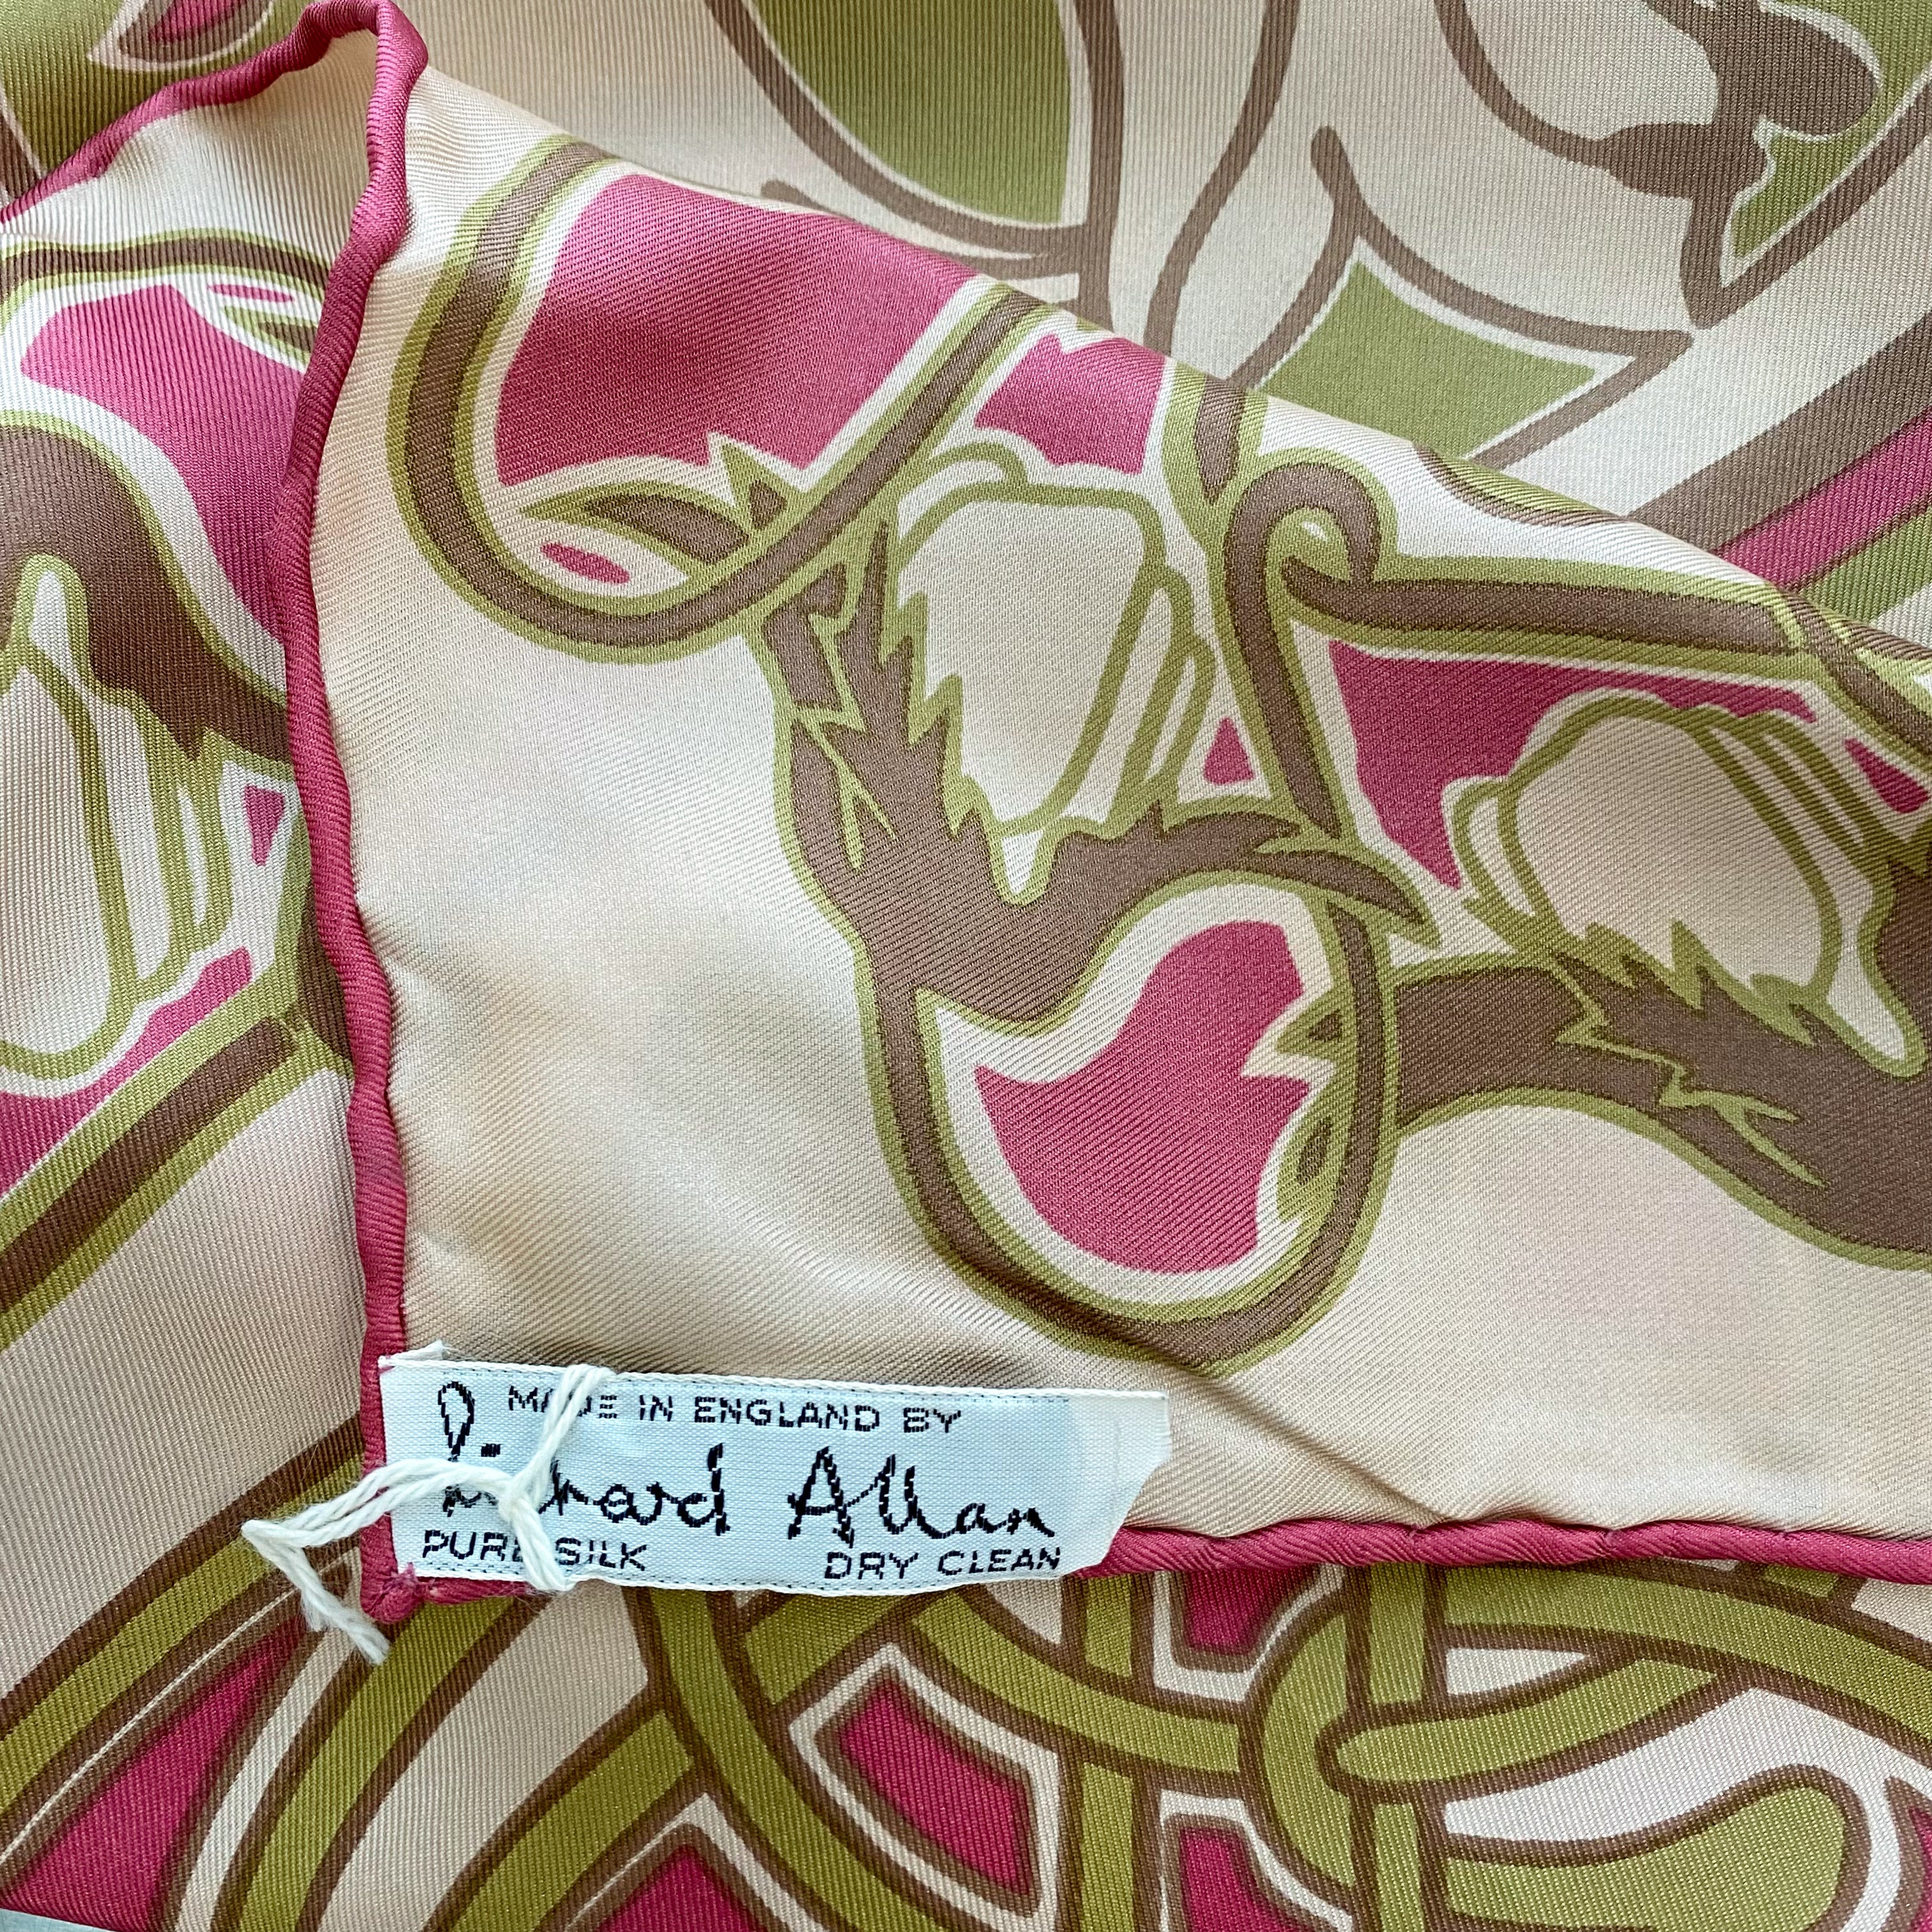 MADE IN ENGLAND BY
Richard Allan
PURE SILK DRY CLEAN